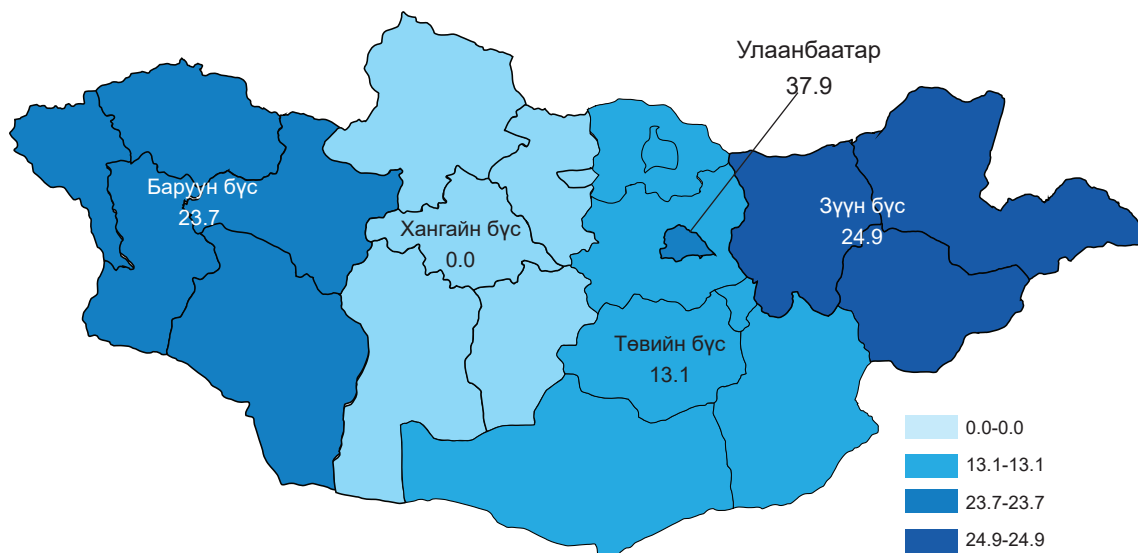 Улаанбаатар
37.9
Баруун бүс
23.7
Хангайн бүс
0.0
Зүүн бүс
24.9
Төвийн бүс
13.1
0.0-0.0
13.1-13.1
23.7-23.7
24.9-24.9